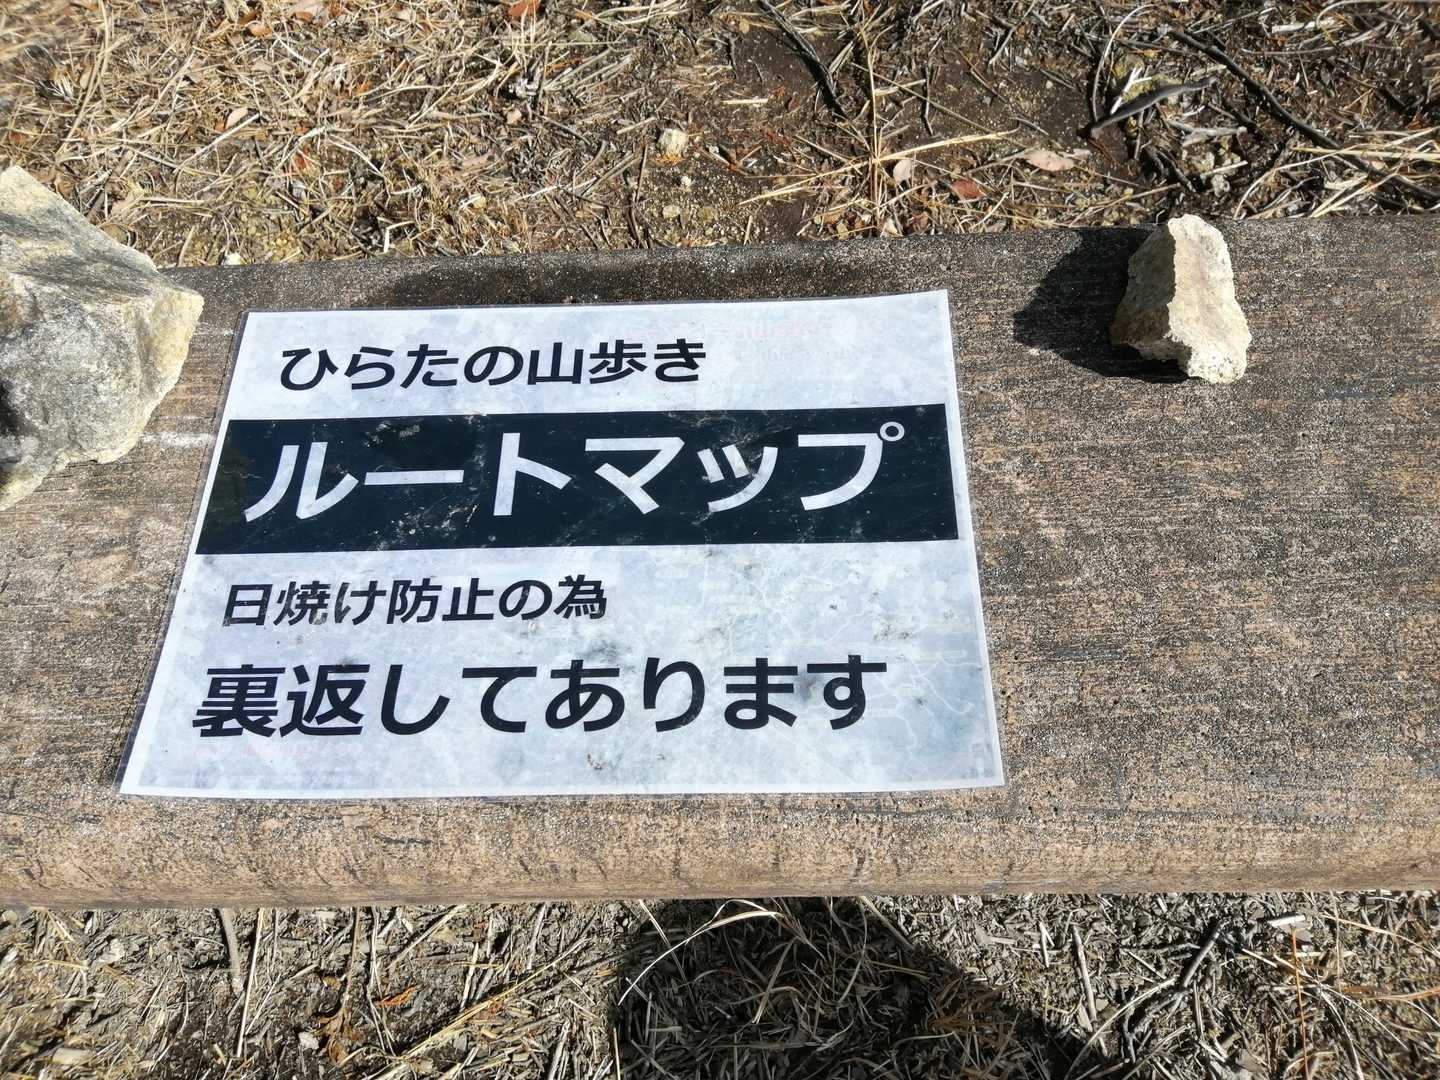 ひらたの山歩き
ルートマップ
日焼け防止の為
裏返してあります